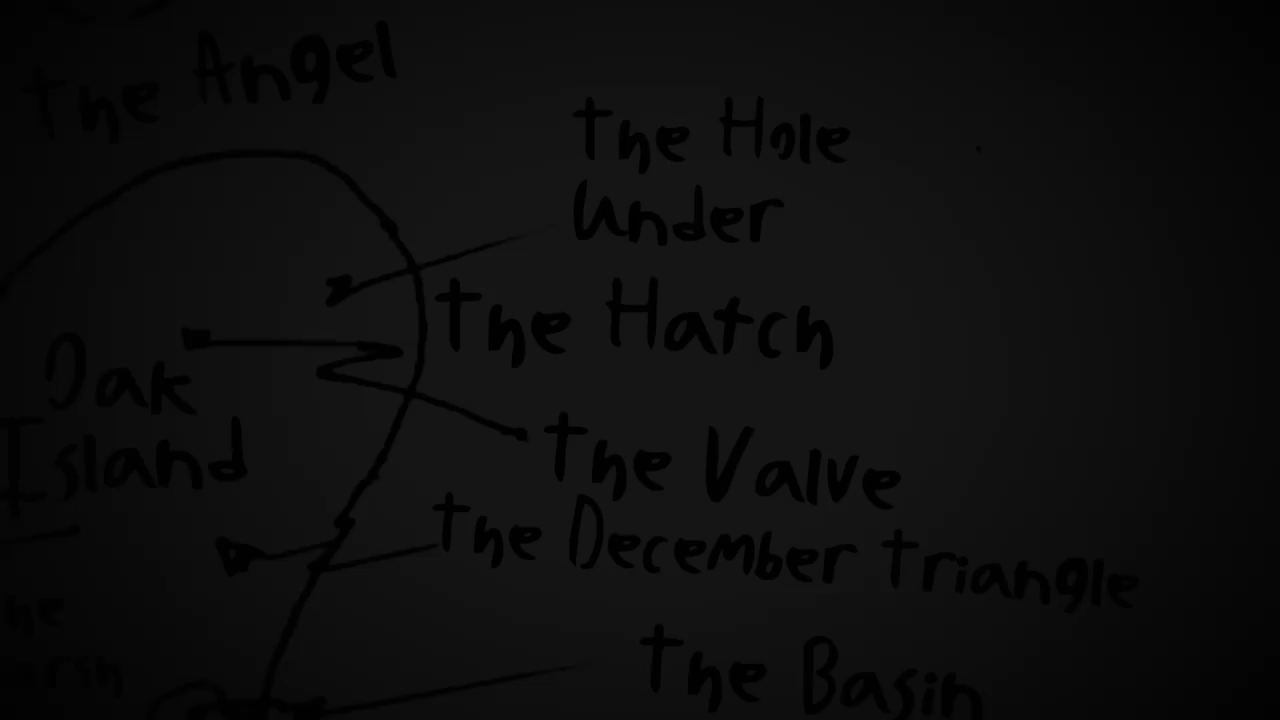 the Angel
the Hole
Under
the Hatch
Oak
Island
the Valve
the December triangle
the Basin